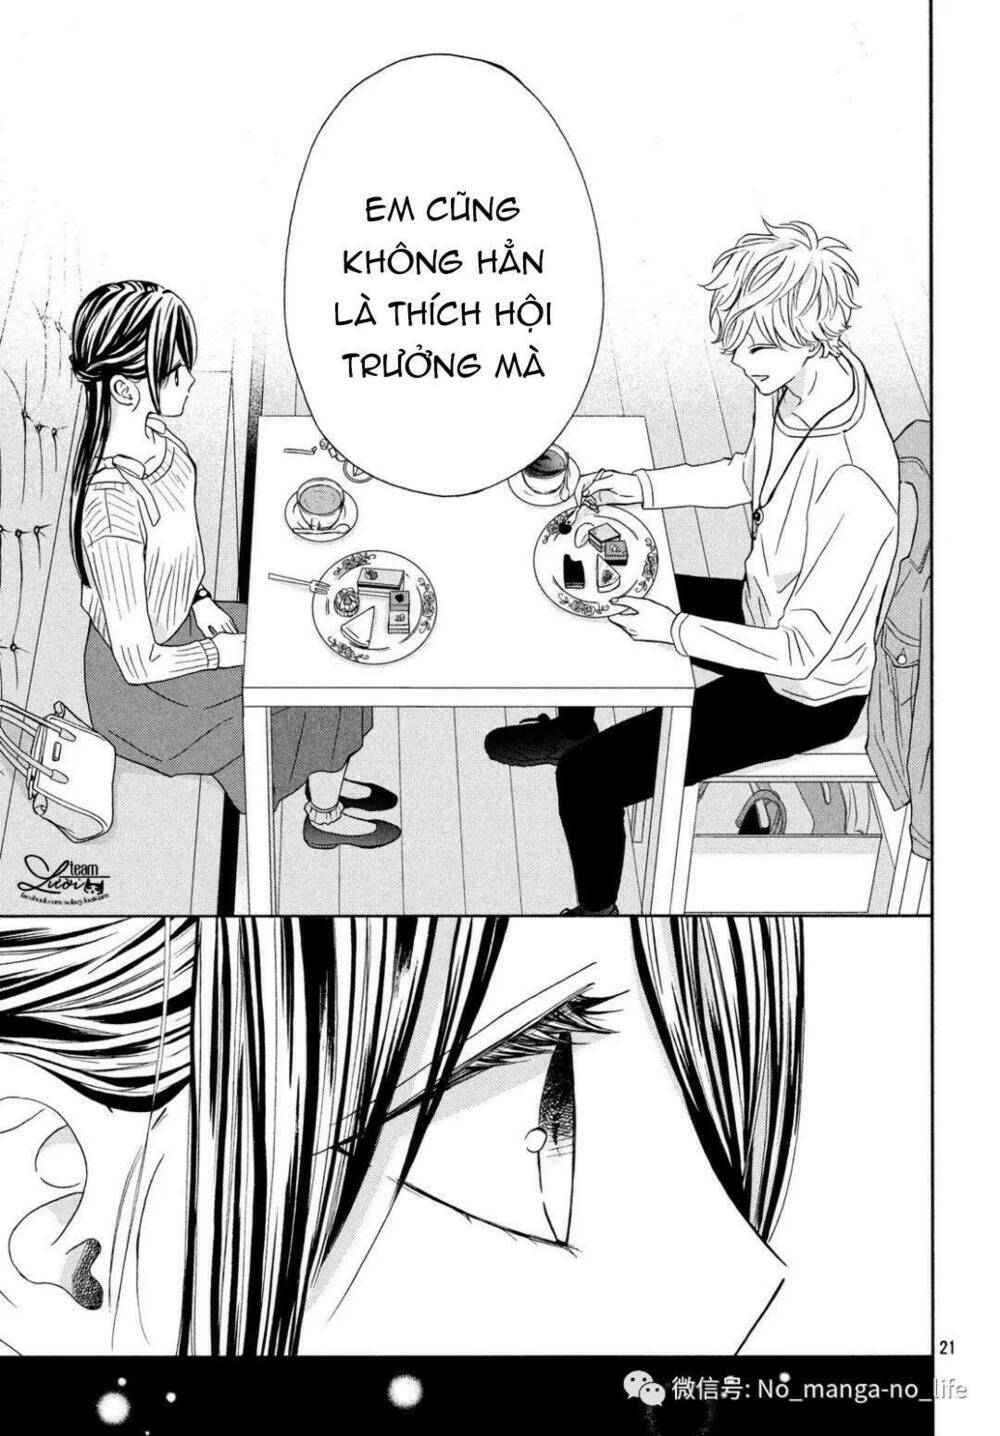 EM CŨNG
KHÔNG HẲN
LÀ THÍCH HỘI
TRƯỞNG MÀ
team
Lười
21
微信号: No_manga-no_life